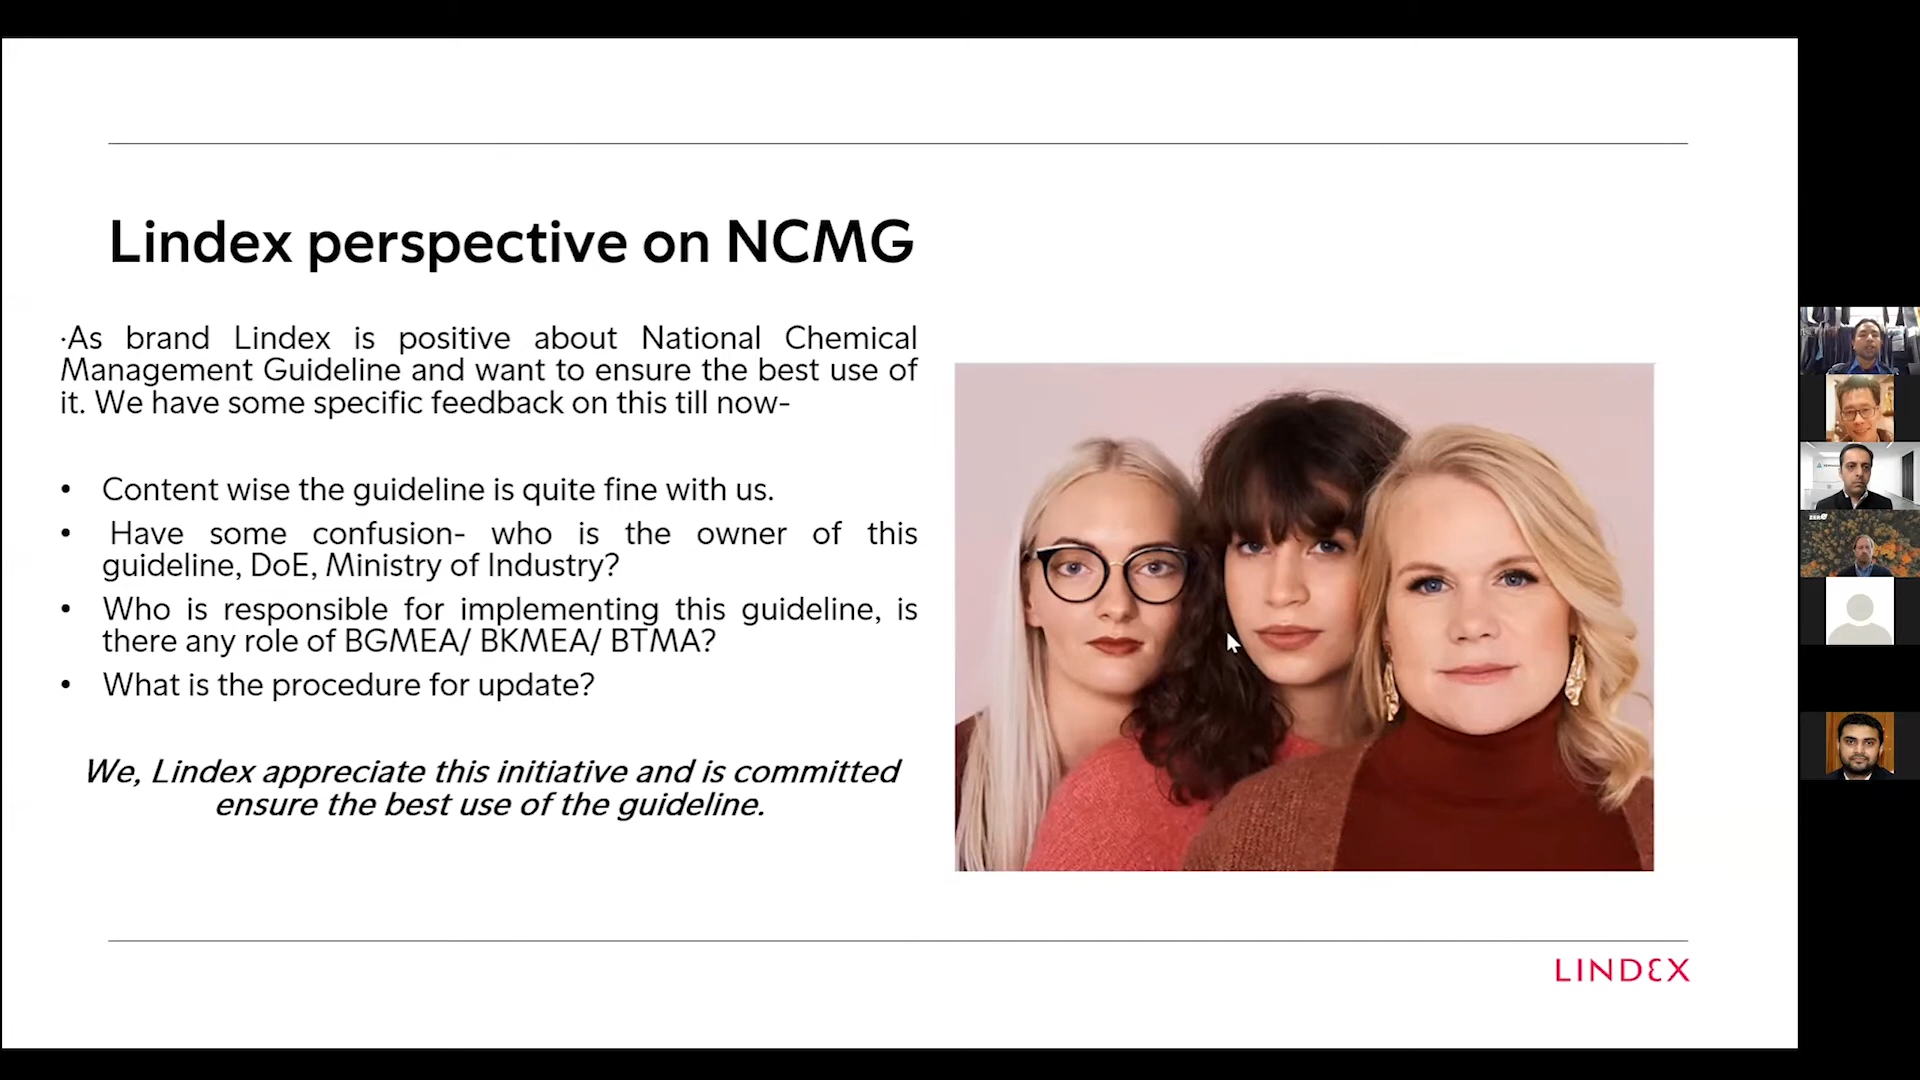 Lindex perspective on NCMG
·As brand Lindex is positive about National Chemical
Management Guideline and want to ensure the best use of
it. We have some specific feedback on this till now-
• Content wise the guideline is quite fine with us.
• Have some confusion- who is the owner of this
guideline, DoE, Ministry of Industry?
• Who is responsible for implementing this guideline, is
there any role of BGMEA/ BKMEA/ BTMA?
• What is the procedure for update?
We, Lindex appreciate this initiative and is committed
ensure the best use of the guideline.
LINDEX